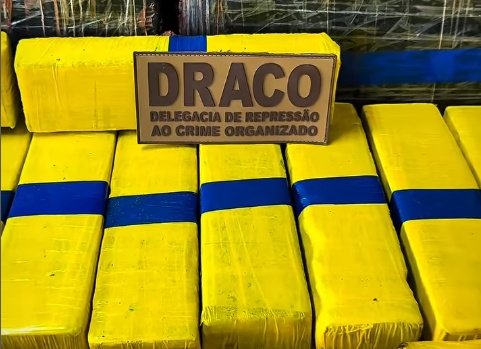 DRACO
DELEGACIA DE REPRESSÃO
AO CRIME ORGANIZADO